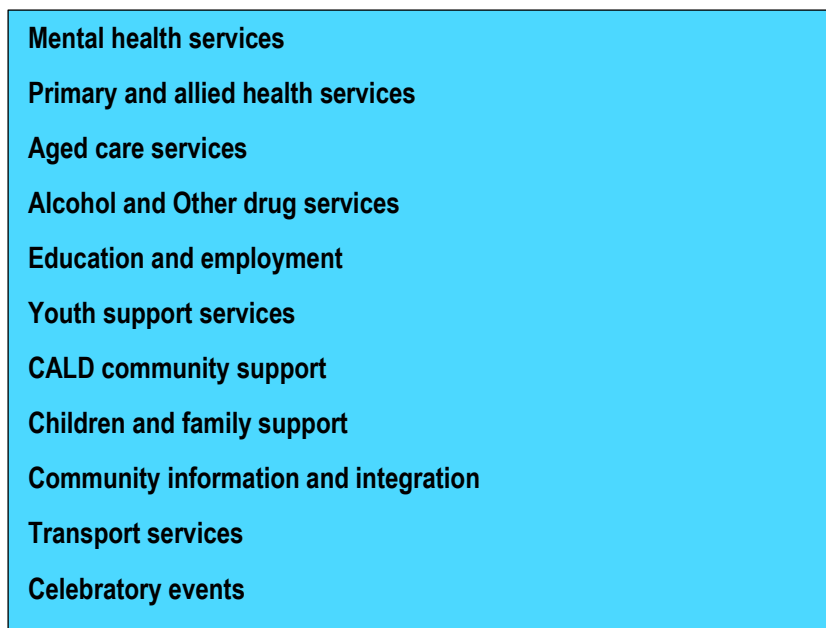 Mental health services
Primary and allied health services
Aged care services
Alcohol and Other drug services
Education and employment
Youth support services
CALD community support
Children and family support
Community information and integration
Transport services
Celebratory events